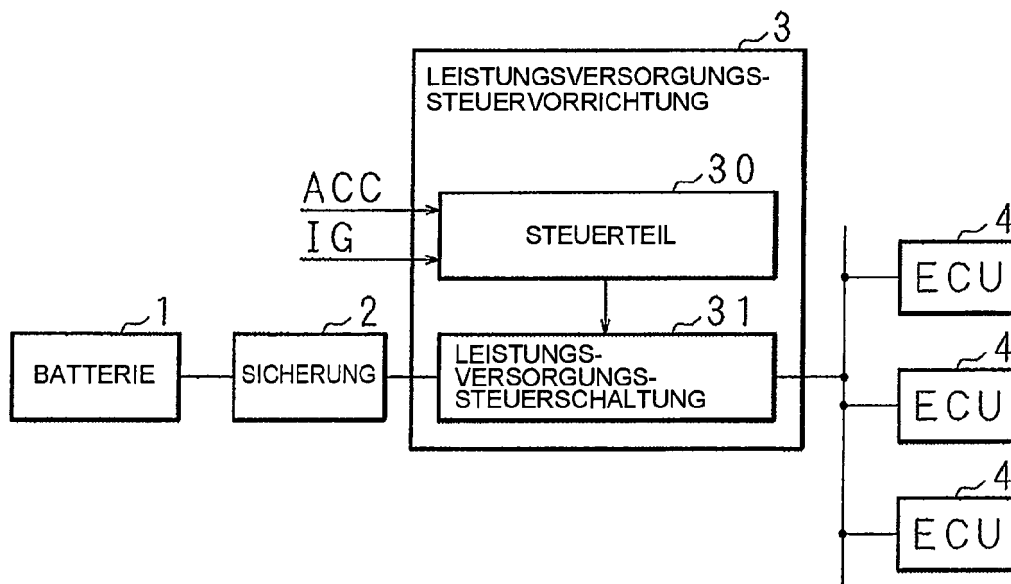 3
LEISTUNGSVERSORGUNGS-
STEUERVORRICHTUNG
ACC
IG
30
STEUERTEIL
4
ECU
1
BATTERIE
2
SICHERUNG
31
LEISTUNGS-
VERSORGUNGS-
STEUERSCHALTUNG
4
ECU
4
ECU